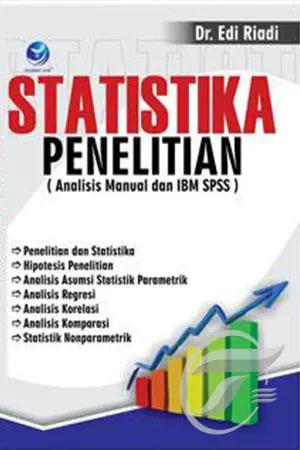 Dr. Edi Riadi
STATISTIKA
PENELITIAN
( Analisis Manual dan IBM SPSS )
⇨ Penelitian dan Statistika
⇨ Hipotesis Penelitian
⇨ Analisis Asumsi Statistik Parametrik
⇨ Analisis Regresi
⇨ Analisis Korelasi
⇨ Analisis Komparasi
⇨ Statistik Nonparametrik